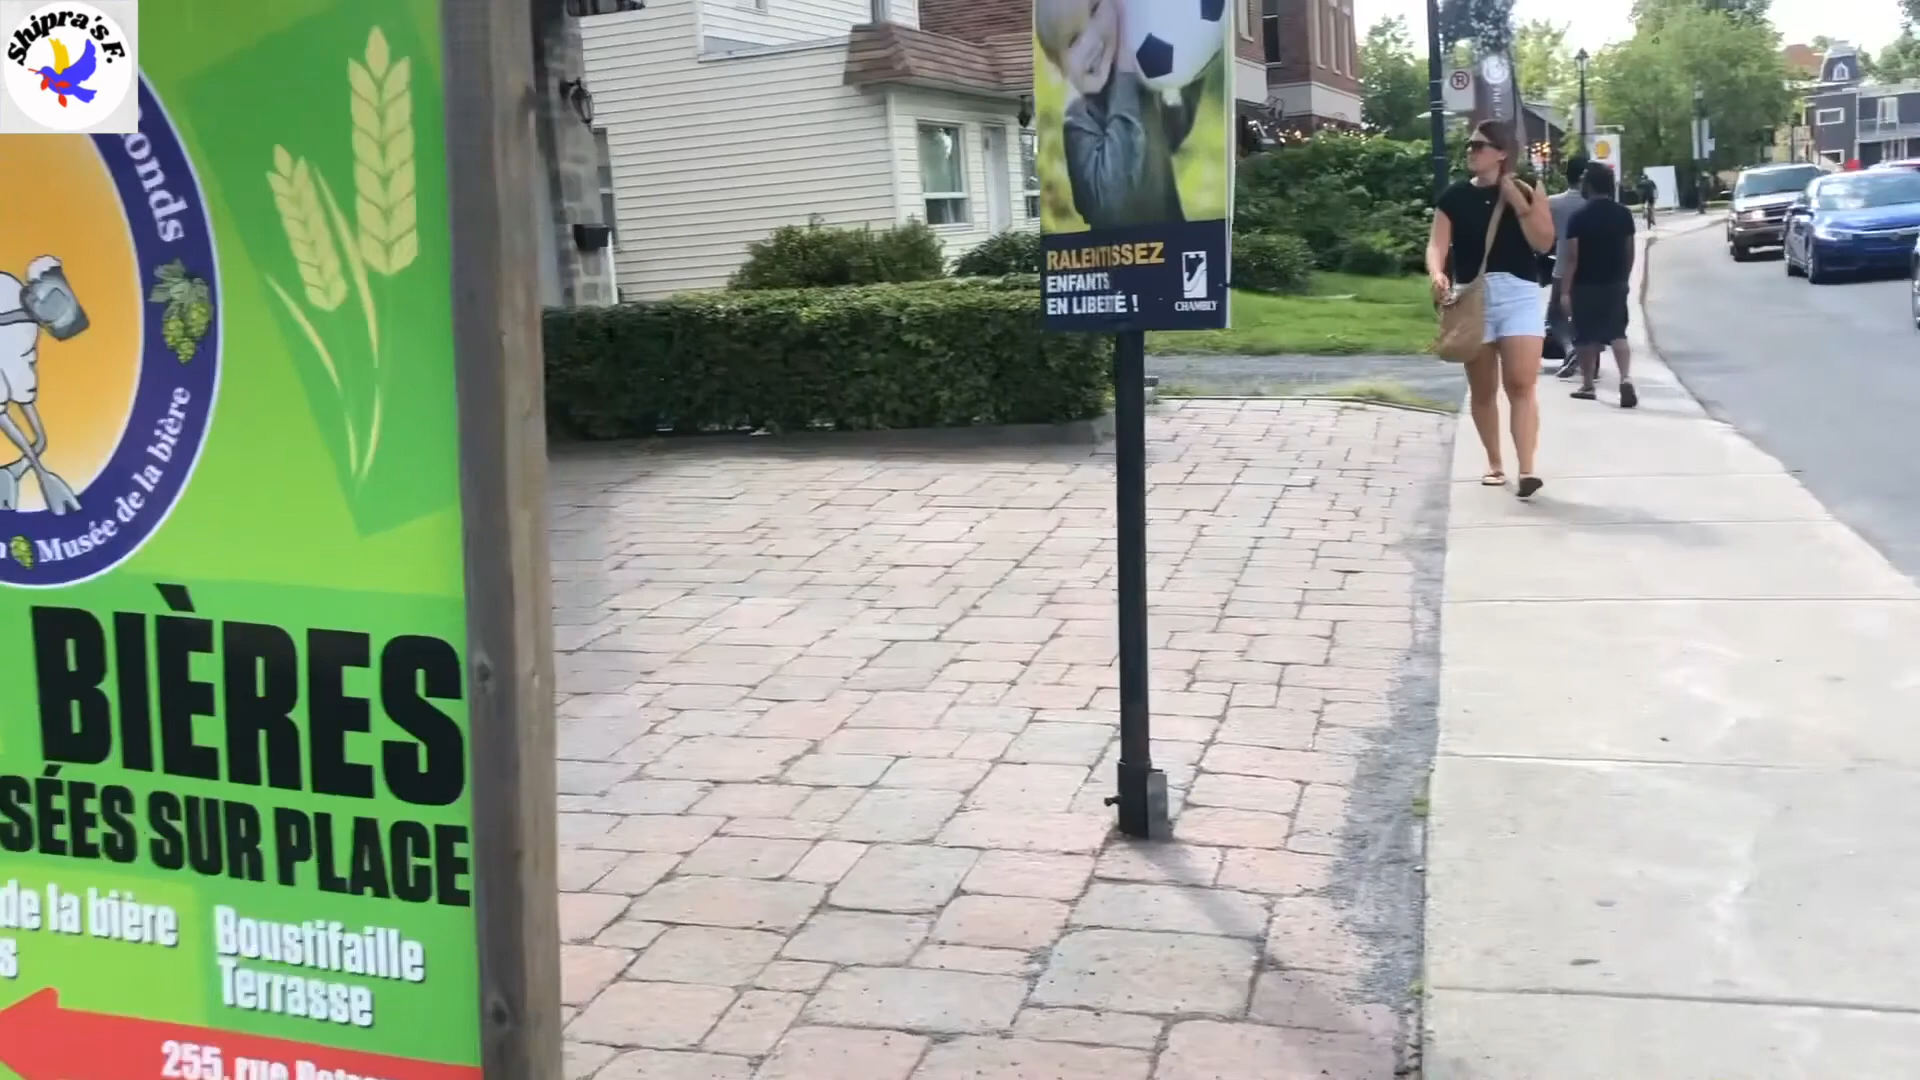 Shipra's F.
onds
Musée de la bière
BIÈRES
SÉES SUR PLACE
de la bière
s
Boustifaille
Terrasse
255, rue
RALENTISSEZ
ENFANTS
EN LIBERTÉ !
CHAMBLY